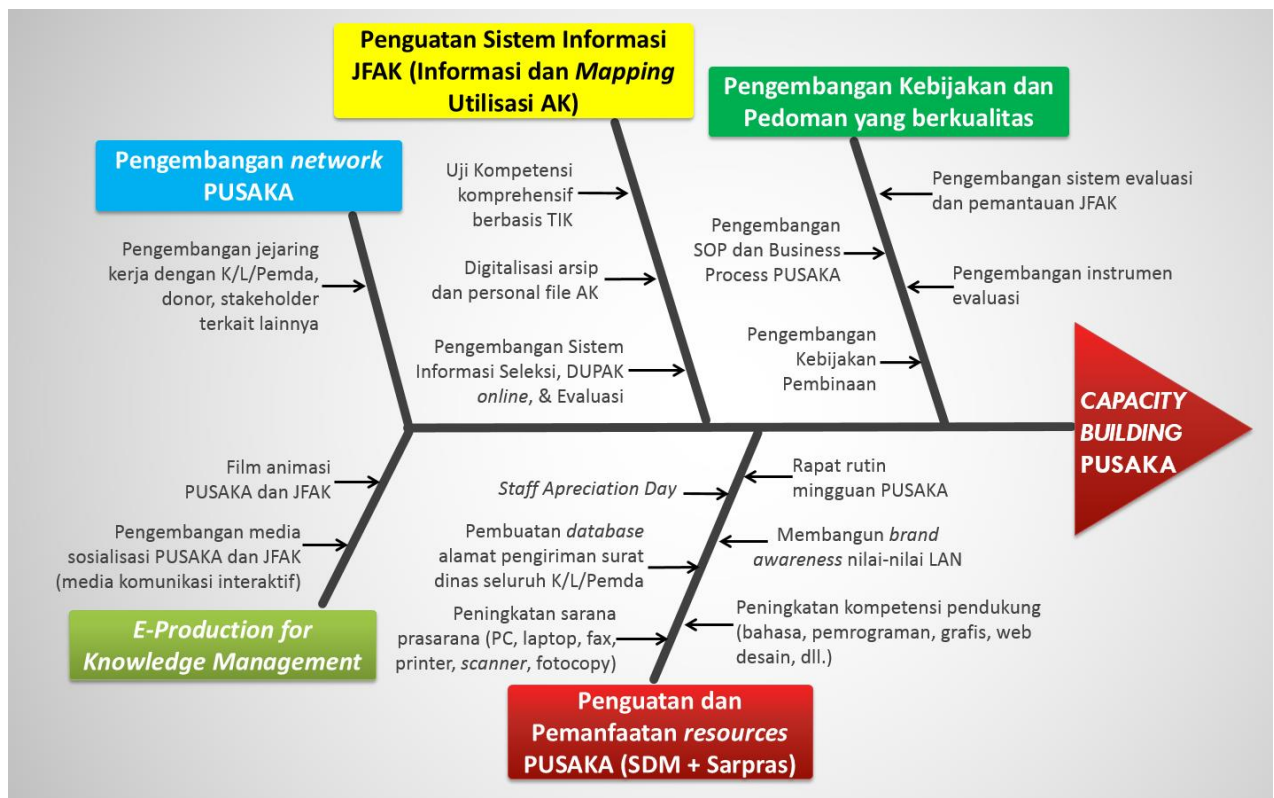 Penguatan Sistem Informasi
JFAK (Informasi dan Mapping
Utilisasi AK)
Pengembangan Kebijakan dan
Pedoman yang berkualitas
Pengembangan network
PUSAKA
Pengembangan jejaring
kerja dengan K/L/Pemda,
donor, stakeholder
terkait lainnya
Uji Kompetensi
komprehensif
berbasis TIK
Digitalisasi arsip
dan personal file AK
Pengembangan Sistem
Informasi Seleksi, DUPAK
online, & Evaluasi
Pengembangan
SOP dan Business
Process PUSAKA
Pengembangan
Kebijakan
Pembinaan
Pengembangan sistem evaluasi
dan pemantauan JFAK
Pengembangan instrumen
evaluasi
CAPACITY
BUILDING
PUSAKA
Film animasi
PUSAKA dan JFAK
Pengembangan media
sosialisasi PUSAKA dan JFAK
(media komunikasi interaktif)
E-Production for
Knowledge Management
Staff Apreciation Day
Pembuatan database
alamat pengiriman surat
dinas seluruh K/L/Pemda
Peningkatan sarana
prasarana (PC, laptop, fax,
printer, scanner, fotocopy)
Rapat rutin
mingguan PUSAKA
Membangun brand
awareness nilai-nilai LAN
Peningkatan kompetensi pendukung
(bahasa, pemrograman, grafis, web
desain, dll.)
Penguatan dan
Pemanfaatan resources
PUSAKA (SDM + Sarpras)